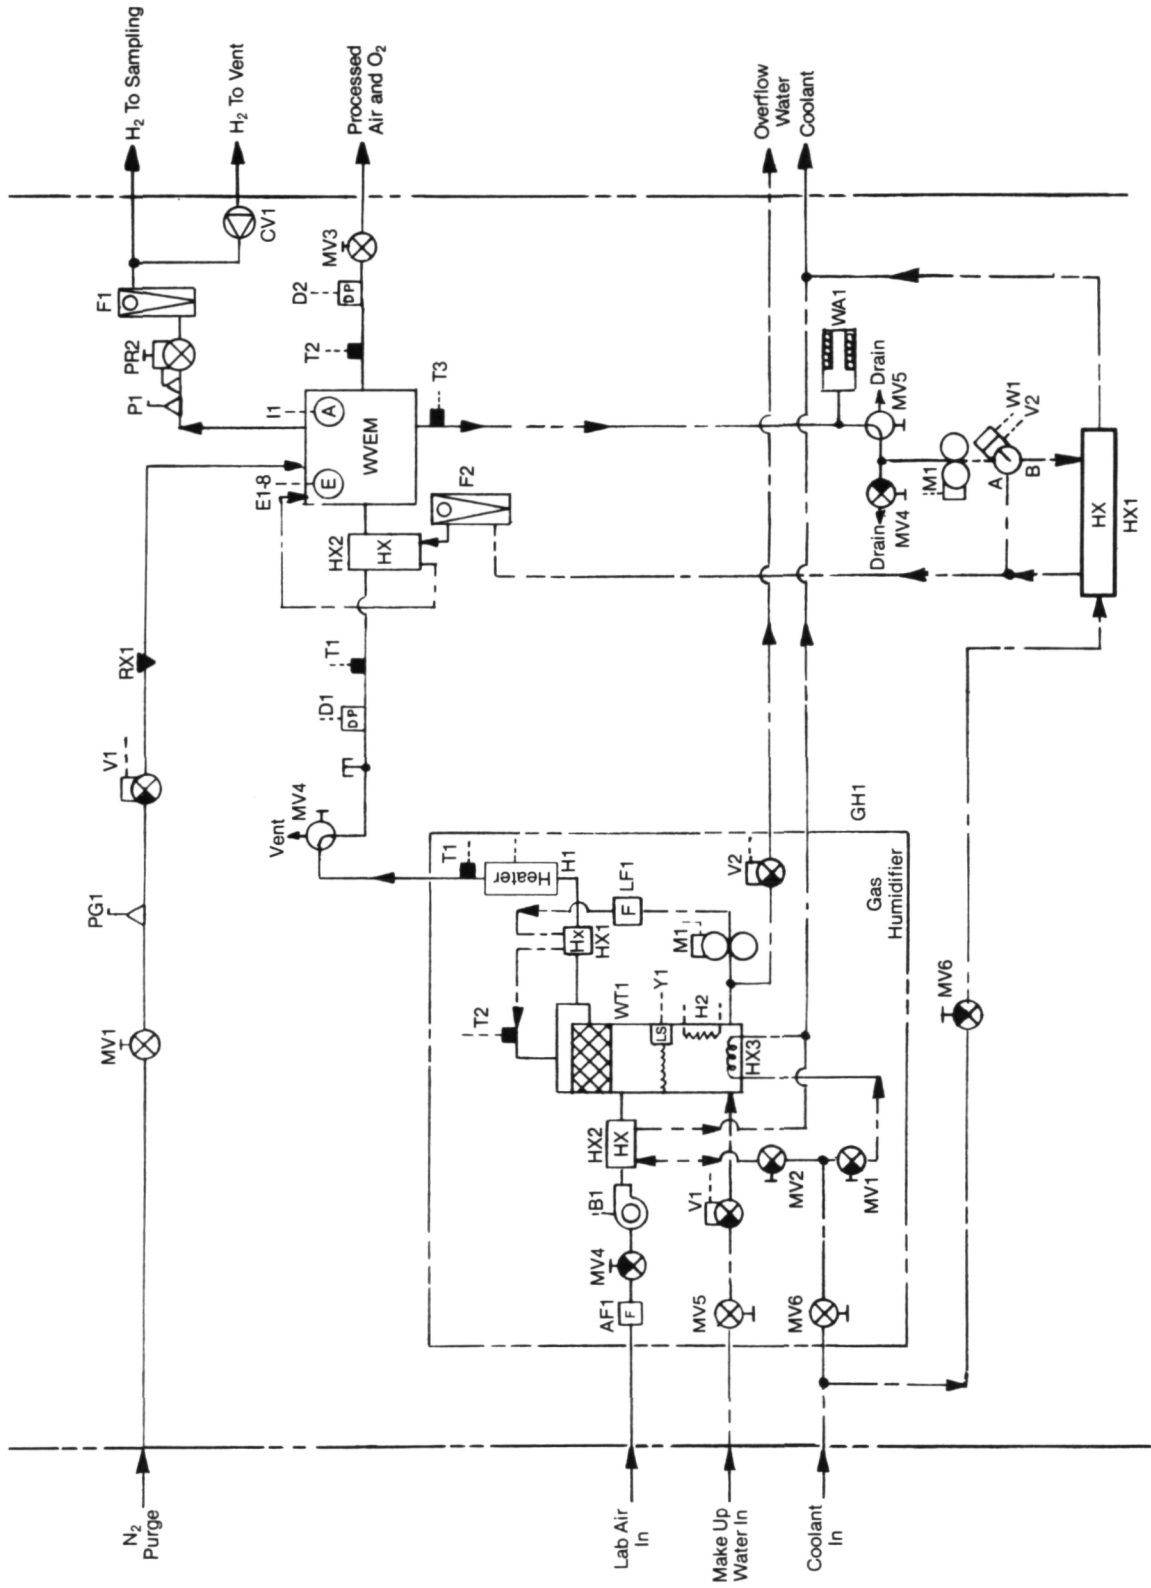 H₂ To Sampling
H₂ To Vent
Processed
Air and O₂
Overflow
Water
Coolant
CV1
F1
MV3
D2
DP
PR2
P1
T2
I1
A
WVEM
E
E1-8
T3
WA1
Drain
MV5
W1
V2
M1
A
B
Drain
MV4
HX
HX1
F2
HX2
HX
RX1
T1
D1
DP
V1
Vent
MV4
PG1
MV1
GH1
Gas
Humidifier
T1
Heater
H1
LF1
F
V2
HX
HX1
M1
T2
WT1
Y1
LS
H2
HX3
HX2
HX
B1
V1
MV2
MV1
MV4
AF1
F
MV5
MV6
MV6
N₂
Purge
Lab Air
In
Make Up
Water In
Coolant
In